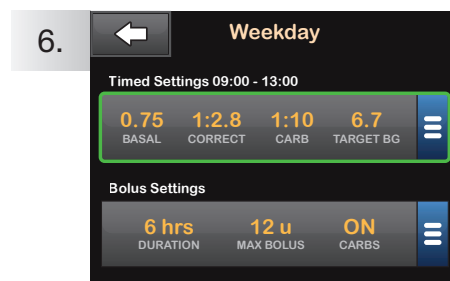 6.
Weekday
Timed Settings 09:00 - 13:00
0.75 1:2.8 1:10 6.7
BASAL CORRECT CARB TARGET BG
Bolus Settings
6 hrs 12 u ON
DURATION MAX BOLUS CARBS